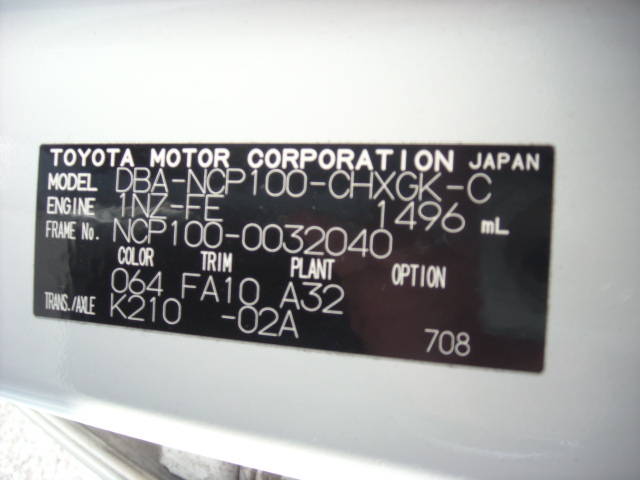 TOYOTA MOTOR CORPORATION JAPAN
MODEL DBA-NCP100-CHXGK-C
ENGINE 1NZ-FE 1496 mL
FRAME No. NCP100-0032040
COLOR TRIM PLANT OPTION
064 FA10 A32
TRANS./AXLE K210 -02A
708